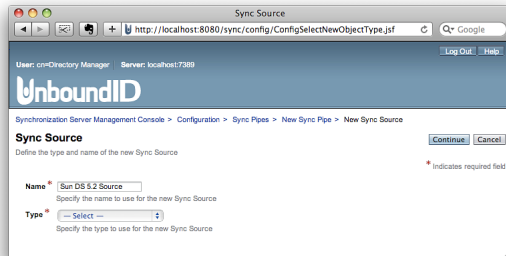 Sync Source
http://localhost:8080/sync/config/ConfigSelectNewObjectType.jsf
Google
Log Out Help
User: cn=Directory Manager Server: localhost:7389
UnboundID
Synchronization Server Management Console > Configuration > Sync Pipes > New Sync Pipe > New Sync Source
Sync Source
Continue Cancel
Define the type and name of the new Sync Source
* Indicates required field
Name * Sun DS 5.2 Source
Specify the name to use for the new Sync Source
Type * — Select —
Specify the type to use for the new Sync Source